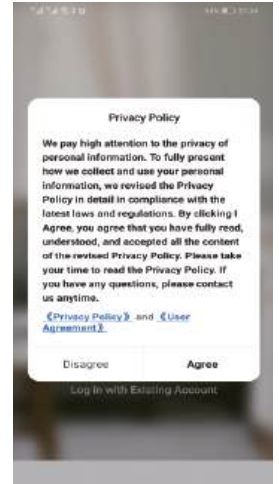 Privacy Policy
We pay high attention to the privacy of
personal information. To fully present
how we collect and use your personal
information, we revised the Privacy
Policy in detail in compliance with the
latest laws and regulations. By clicking I
Agree, you agree that you have fully read,
understood, and accepted all the content
of the revised Privacy Policy. Please take
your time to read the Privacy Policy. If
you have any questions, please contact
us anytime.
《Privacy Policy》 and 《User
Agreement》
Disagree Agree
Log in with Existing Account